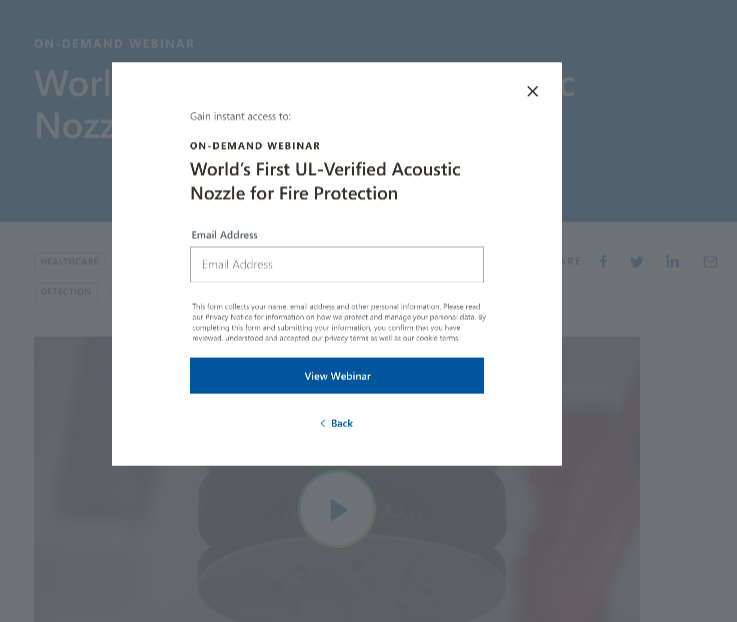 ON-DEMAND WEBINAR
Worl c
Nozz
Gain instant access to:
ON-DEMAND WEBINAR
World's First UL-Verified Acoustic
Nozzle for Fire Protection
Email Address
Email Address
This form collects your name, email address and other personal information. Please read
our Privacy Notice for information on how we protect and manage your personal data. By
completing this form and submitting your information, you confirm that you have
reviewed, understood and accepted our privacy terms as well as our cookie terms
View Webinar
Back
HEALTHCARE
ARE
DETECTION